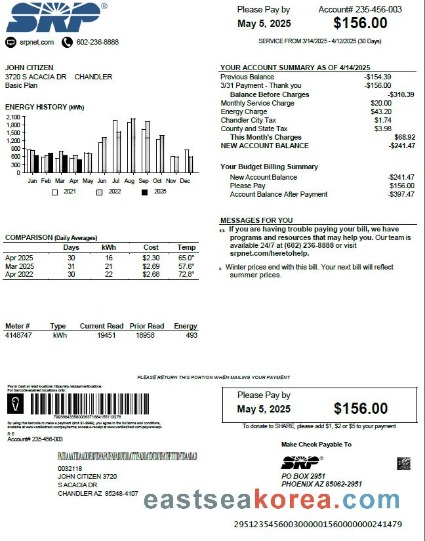 SRP
Please Pay by
May 5, 2025
Account# 235-456-003
$156.00
srpnet.com 602-236-8888
SERVICE FROM 3/14/2025 - 4/12/2025 (30 Days)
JOHN CITIZEN
3720 S ACACIA DR CHANDLER
Basic Plan
ENERGY HISTORY (kWh)
2,100
1,800
1,500
1,200
900
600
300
0
Jan Feb Mar Apr May Jun Jul Aug Sep Oct Nov Dec
2021 2022 2025
YOUR ACCOUNT SUMMARY AS OF 4/14/2025
Previous Balance -$154.39
3/31 Payment - Thank you -$156.00
Balance Before Charges -$310.39
Monthly Service Charge $20.00
Energy Charge $43.20
Chandler City Tax $1.74
County and State Tax $3.98
This Month's Charges $68.92
NEW ACCOUNT BALANCE -$241.47
Your Budget Billing Summary
New Account Balance -$241.47
Please Pay $156.00
Account Balance After Payment -$397.47
COMPARISON (Daily Averages)
Days kWh Cost Temp
Apr 2025 30 16 $2.30 65.0°
Mar 2025 31 21 $2.69 57.6°
Apr 2022 30 22 $2.68 72.8°
MESSAGES FOR YOU
If you are having trouble paying your bill, we have
programs and resources that may help you. Our team is
available 24/7 at (602) 236-8888 or visit
srpnet.com/heretohelp.
Winter prices end with this bill. Your next bill will reflect
summer prices.
Meter # Type Current Read Prior Read Energy
4148747 kWh 19451 18958 493
PLEASE RETURN THIS PORTION WHEN MAILING YOUR PAYMENT
Please Pay by
May 5, 2025
$156.00
To donate to SHARE, please add $1, $2 or $5 to your payment
Account# 235-456-003
0032118
JOHN CITIZEN 3720
S ACACIA DR
CHANDLER AZ 85248-4107
Make Check Payable To
SRP
PO BOX 2951
PHOENIX AZ 85062-2951
eastseakorea.com
2951235456003000001560000000241479